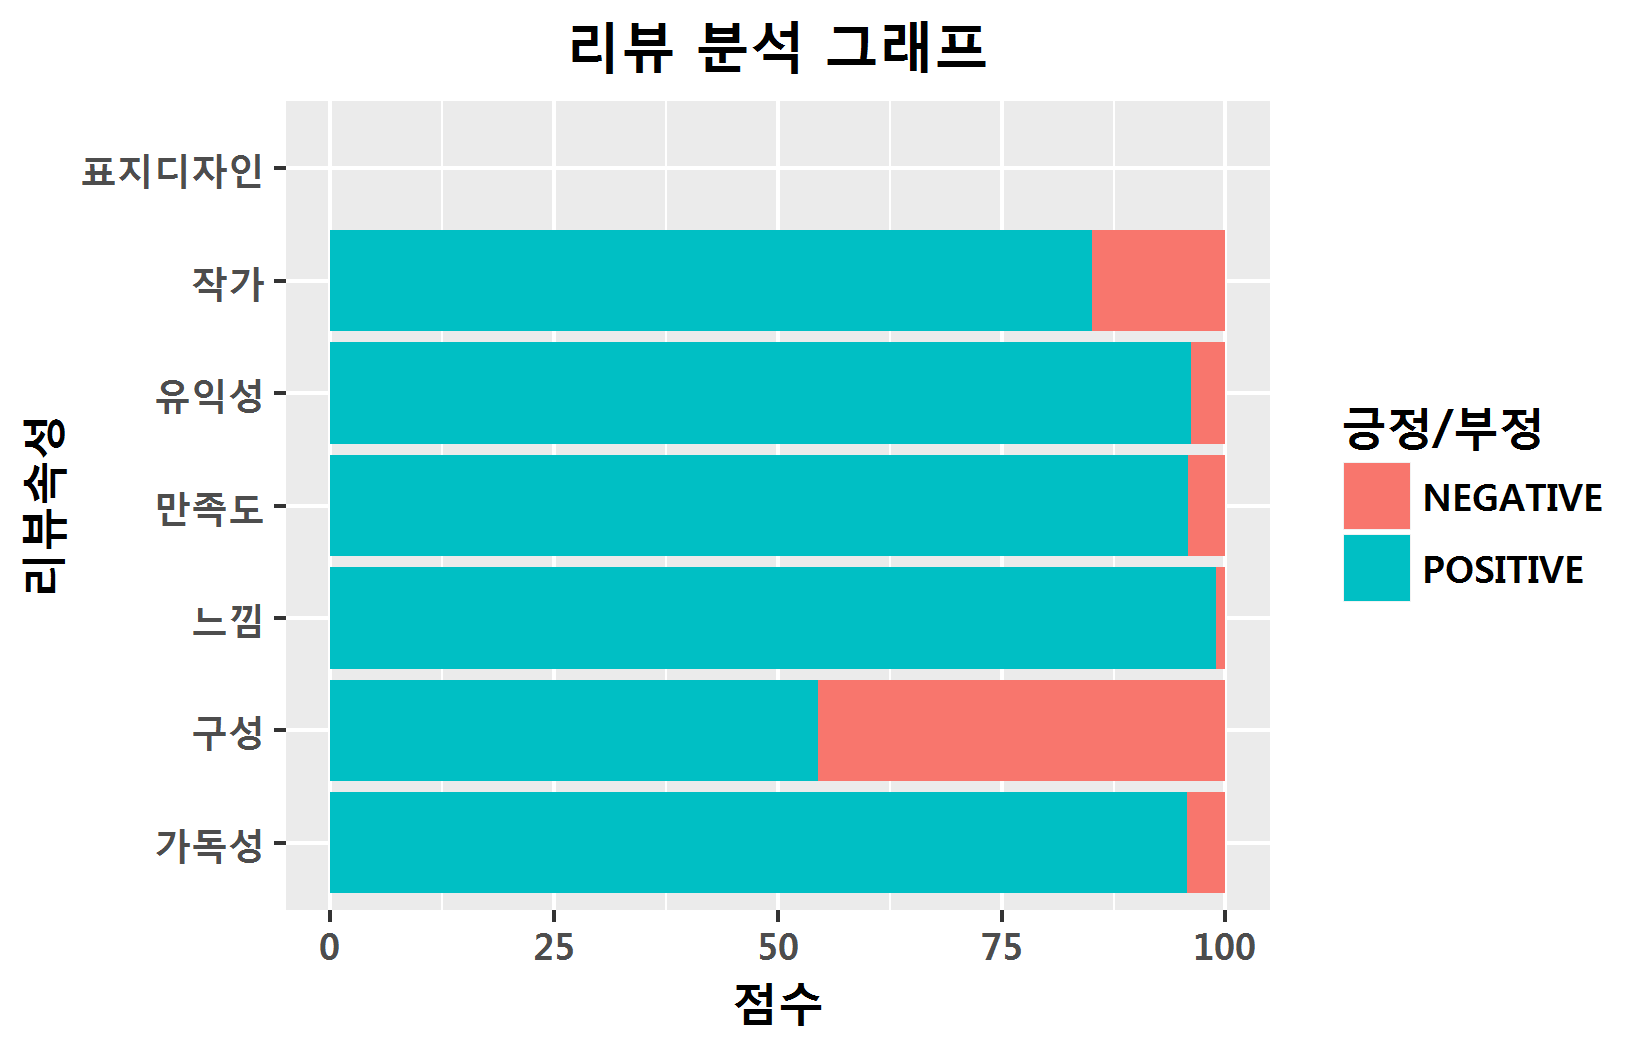 리뷰 분석 그래프
리뷰속성
표지디자인
작가
유익성
만족도
느낌
구성
가독성
0 25 50 75 100
점수
긍정/부정
NEGATIVE
POSITIVE